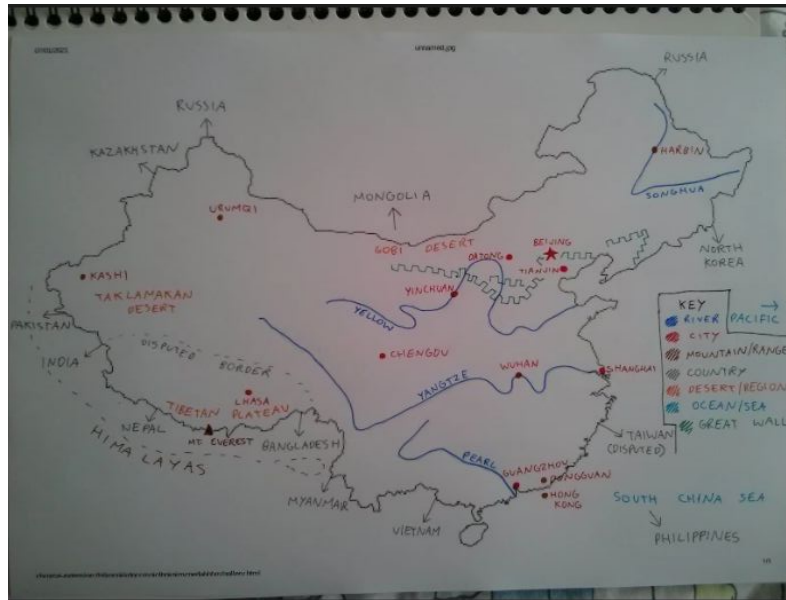 RUSSIA
RUSSIA
KAZAKHSTAN
HARBIN
MONGOLIA
SONGHUA
URUMQI
GOBI DESERT
BEIJING
DATONG
NORTH
KOREA
TIANJIN
KASHI
YINCHUAN
TAKLAMAKAN
DESERT
KEY
YELLOW
RIVER
PACIFIC
PAKISTAN
CITY
DISPUTED BORDER
CHENGDU
MOUNTAIN/RANGE
INDIA
WUHAN
SHANGHAI
COUNTRY
YANGTZE
DESERT/REGION
LHASA
OCEAN/SEA
TIBETAN PLATEAU
GREAT WALL
NEPAL
MT EVEREST
BANGLADESH
TAIWAN
(DISPUTED)
HIMALAYAS
PEARL
GUANGZHOU
DONGGUAN
MYANMAR
HONG
KONG
SOUTH CHINA SEA
VIETNAM
PHILIPPINES